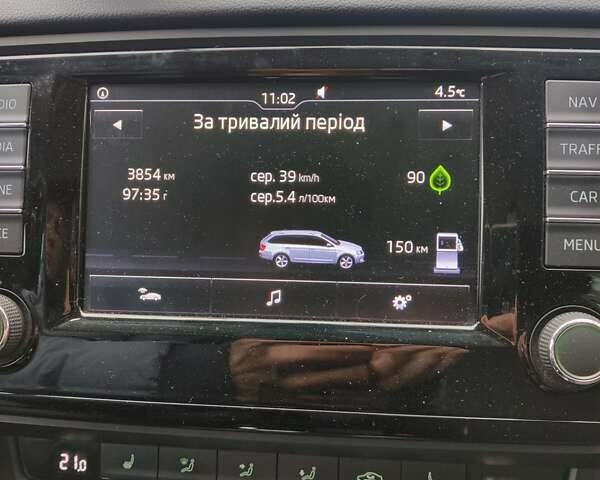 11:02
4.5°C
За тривалий період
3854 км
97:35 г
сер. 39 km/h
сер.5.4 л/100км
90
150 км
NAV
TRAFF
CAR
MENU
21.0